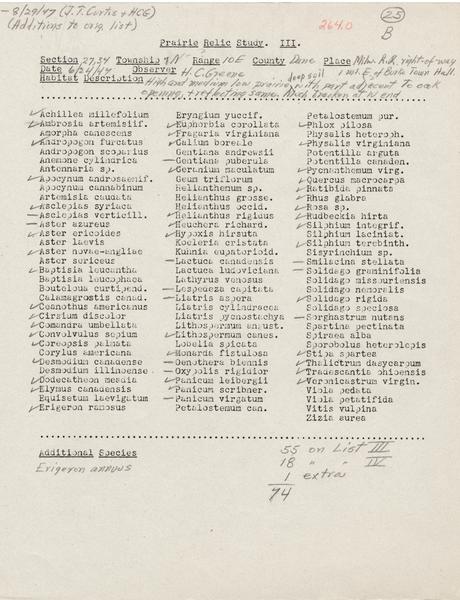 — 8/29/47 (J.T. Curtis + HCG)
(Additions to orig. list)
264.0
25
B
Prairie Relic Study. III.
Section 27,34 Township 8N Range 10E County Dane Place Milw. R.R. right-of-way
Date 6/24/47 Observer H.C. Greene 1 mi. E of Burke Town Hall.
Habitat Description High and medium low prairie, with part adjacent to oak
deep soil
opening, + reflecting same. Much Erosion at W end
Achillea millefolium Eryngium yuccif. Petalostemum pur.
Ambrosia artemisif. Euphorbia corollata Phlox pilosa
Amorpha canescens Fragaria virginiana Physalis heteroph.
Andropogon furcatus Galium boreale Physalis virginiana
Andropogon scoparius Gentiana andrewsii Potentilla arguta
Anemone cylindrica Gentiana puberula Potentilla canaden.
Antennaria sp. Geranium maculatum Pycnanthemum virg.
Apocynum androsaemif. Geum triflorum Quercus macrocarpa
Apocynum cannabinum Helianthemum sp. Ratibida pinnata
Artemisia caudata Helianthus grosse. Rhus glabra
Asclepias syriaca Helianthus occid. Rosa sp.
Asclepias verticill. Helianthus rigidus Rudbeckia hirta
Aster azureus Heuchera richard. Silphium integrif.
Aster ericoides Hypoxis hirsuta Silphium laciniat.
Aster laevis Koeleria cristata Silphium terebinth.
Aster novae-angliae Kuhnia eupatorioid. Sisyrinchium sp.
Aster sericeus Lactuca canadensis Smilacina stellata
Baptisia leucantha Lactuca ludoviciana Solidago graminifolia
Baptisia leucophaea Lathyrus venosus Solidago missouriensis
Bouteloua curtipend. Lespedeza capitata Solidago nemoralis
Calamagrostis canad. Liatris aspera Solidago rigida
Ceanothus americanus Liatris cylindracea Solidago speciosa
Cirsium discolor Liatris pycnostachya Sorghastrum nutans
Comandra umbellata Lithospermum angust. Spartina pectinata
Convolvulus sepium Lithospermum canes. Spiraea alba
Coreopsis palmata Lobelia spicata Sporobolus heterolepis
Corylus americana Monarda fistulosa Stipa spartea
Desmodium canadense Oenothera biennis Thalictrum dasycarpum
Desmodium illinoense Oxypolis rigidior Tradescantia ohioensis
Dodecatheon meadia Panicum leibergii Veronicastrum virgin.
Elymus canadensis Panicum scribner. Viola pedata
Equisetum laevigatum Panicum virgatum Viola pedatifida
Erigeron ramosus Petalostemum can. Vitis vulpina
Zizia aurea
Additional Species
Erigeron annuus
55 on List III
18 " " IV
1 extra
74